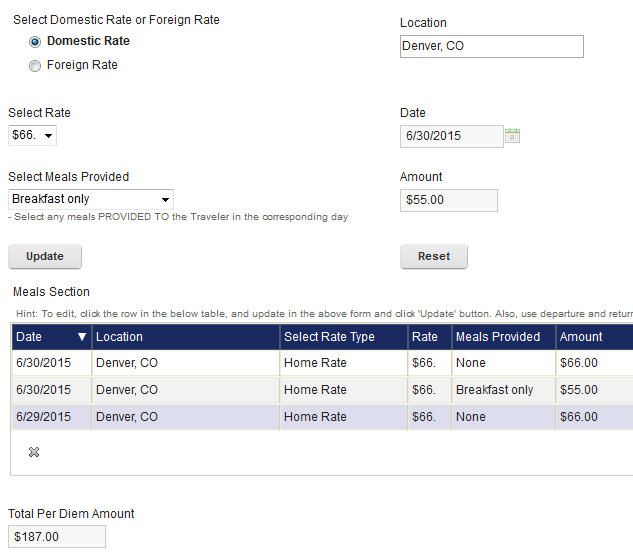 Select Domestic Rate or Foreign Rate
Domestic Rate
Foreign Rate
Location
Denver, CO
Select Rate
$66.
Date
6/30/2015
Select Meals Provided
Breakfast only
- Select any meals PROVIDED TO the Traveler in the corresponding day
Amount
$55.00
Update
Reset
Meals Section
Hint: To edit, click the row in the below table, and update in the above form and click 'Update' button. Also, use departure and return
Date Location Select Rate Type Rate Meals Provided Amount
6/30/2015 Denver, CO Home Rate $66. None $66.00
6/30/2015 Denver, CO Home Rate $66. Breakfast only $55.00
6/29/2015 Denver, CO Home Rate $66. None $66.00
Total Per Diem Amount
$187.00